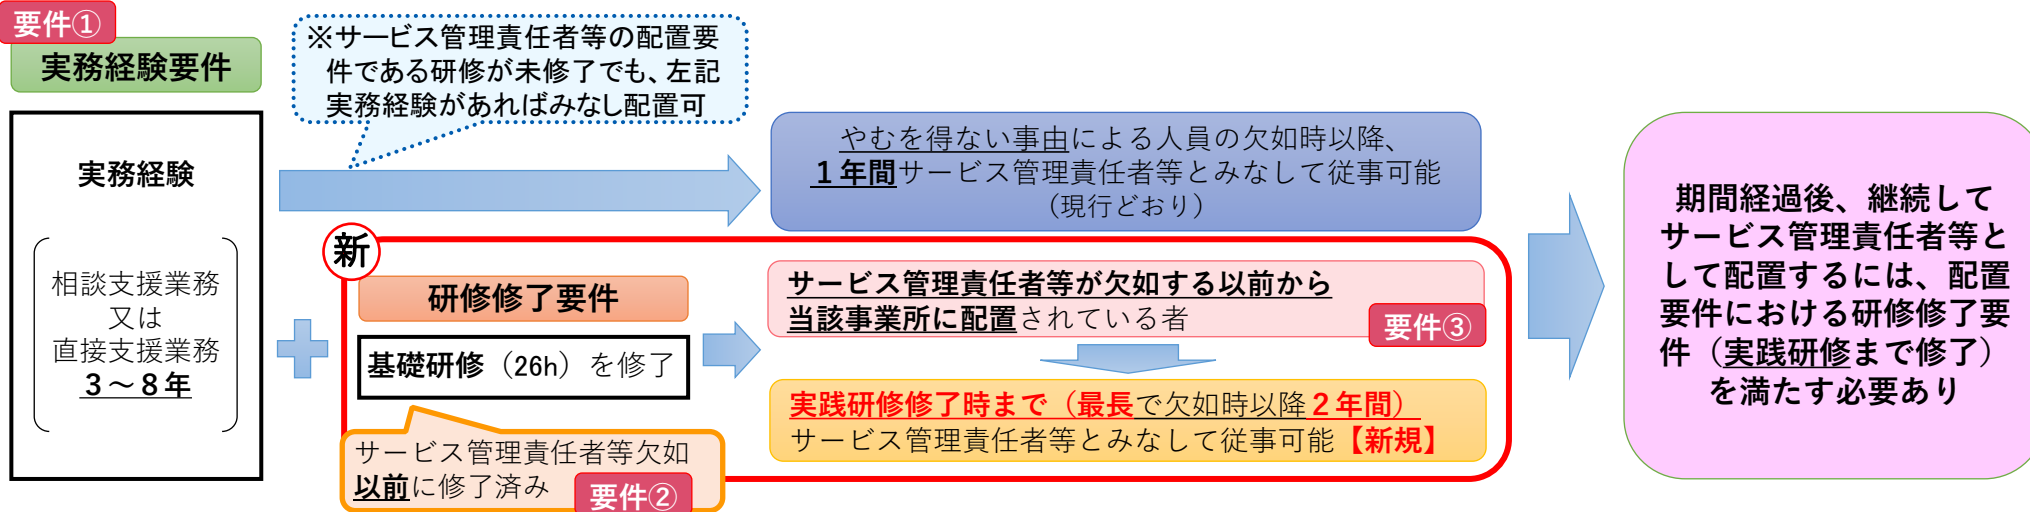 要件①
実務経験要件
実務経験
相談支援業務
又は
直接支援業務
３～８年
※サービス管理責任者等の配置要
件である研修が未修了でも、左記
実務経験があればみなし配置可
やむを得ない事由による人員の欠如時以降、
１年間サービス管理責任者等とみなして従事可能
（現行どおり）
新
研修修了要件
基礎研修（26h）を修了
サービス管理責任者等欠如
以前に修了済み
要件②
サービス管理責任者等が欠如する以前から
当該事業所に配置されている者
要件③
実践研修修了時まで（最長で欠如時以降２年間）
サービス管理責任者等とみなして従事可能【新規】
期間経過後、継続して
サービス管理責任者等と
して配置するには、配置
要件における研修修了要
件（実践研修まで修了）
を満たす必要あり